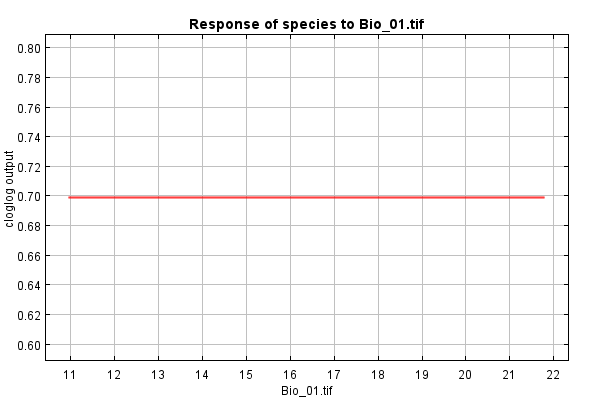 Response of species to Bio_01.tif
0.80
0.78
0.76
0.74
0.72
0.70
0.68
0.66
0.64
0.62
0.60
cloglog output
11 12 13 14 15 16 17 18 19 20 21 22
Bio_01.tif